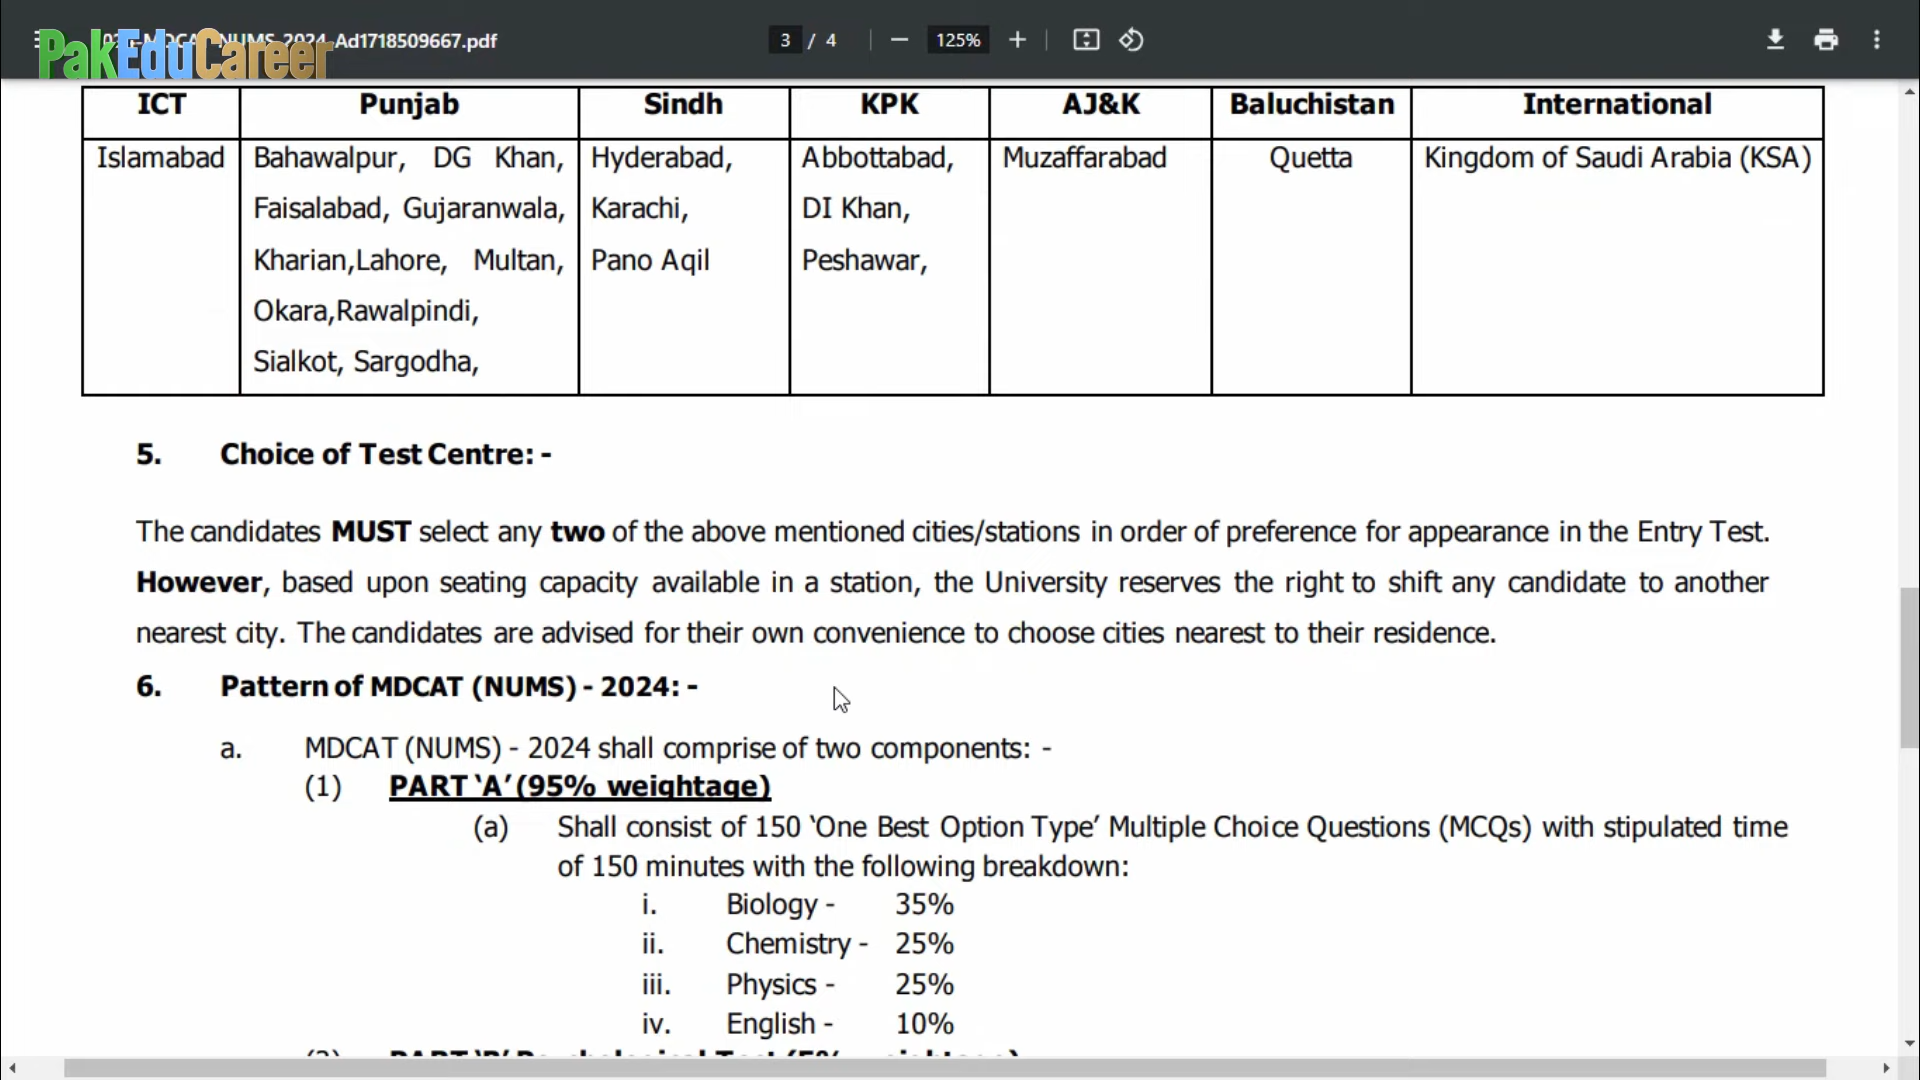 PakEduCareer
NUMS-2024-Ad1718509667.pdf
3 / 4
125%
ICT Punjab Sindh KPK AJ&K Baluchistan International
Islamabad Bahawalpur, DG Khan, Hyderabad, Abbottabad, Muzaffarabad Quetta Kingdom of Saudi Arabia (KSA)
Faisalabad, Gujaranwala, Karachi, DI Khan,
Kharian,Lahore, Multan, Pano Aqil Peshawar,
Okara,Rawalpindi,
Sialkot, Sargodha,
5. Choice of Test Centre: -
The candidates MUST select any two of the above mentioned cities/stations in order of preference for appearance in the Entry Test.
However, based upon seating capacity available in a station, the University reserves the right to shift any candidate to another
nearest city. The candidates are advised for their own convenience to choose cities nearest to their residence.
6. Pattern of MDCAT (NUMS) - 2024: -
a. MDCAT (NUMS) - 2024 shall comprise of two components: -
(1) PART ‘A’ (95% weightage)
(a) Shall consist of 150 ‘One Best Option Type’ Multiple Choice Questions (MCQs) with stipulated time
of 150 minutes with the following breakdown:
i. Biology - 35%
ii. Chemistry - 25%
iii. Physics - 25%
iv. English - 10%
(2) PART ‘B’ Psychological Test (5% weightage)